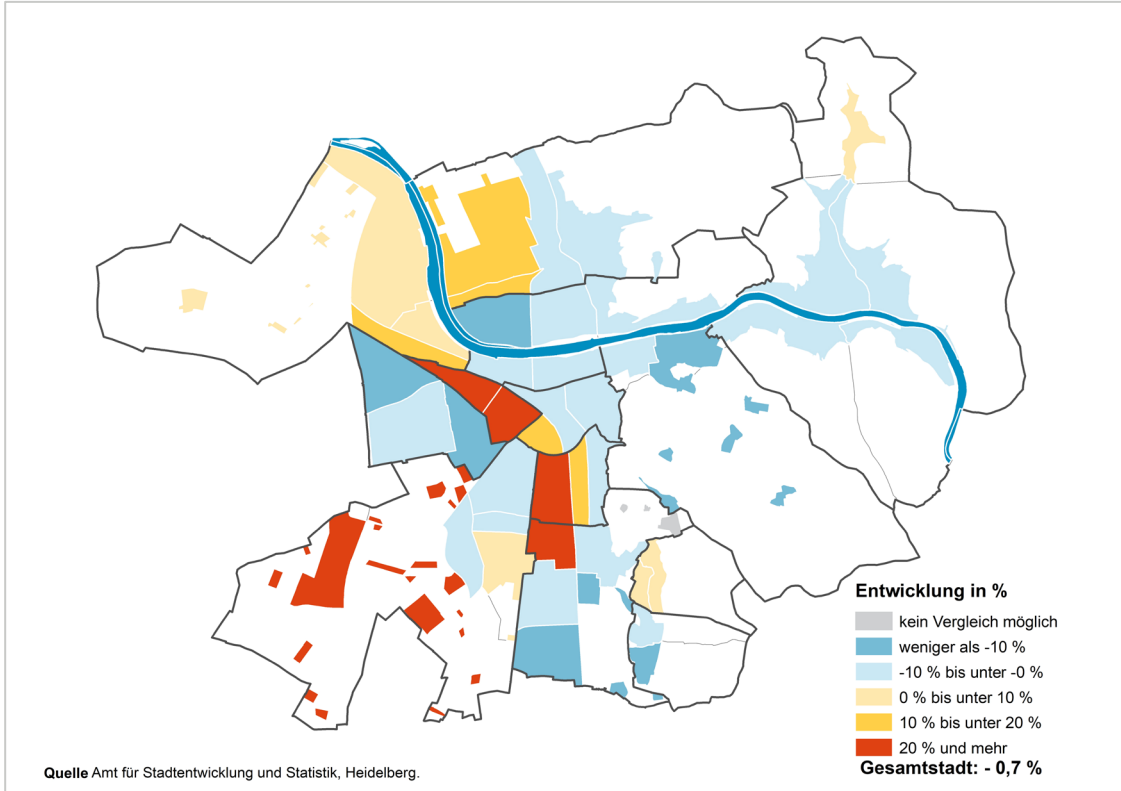 Entwicklung in %
kein Vergleich möglich
weniger als -10 %
-10 % bis unter -0 %
0 % bis unter 10 %
10 % bis unter 20 %
20 % und mehr
Gesamtstadt: - 0,7 %
Quelle Amt für Stadtentwicklung und Statistik, Heidelberg.